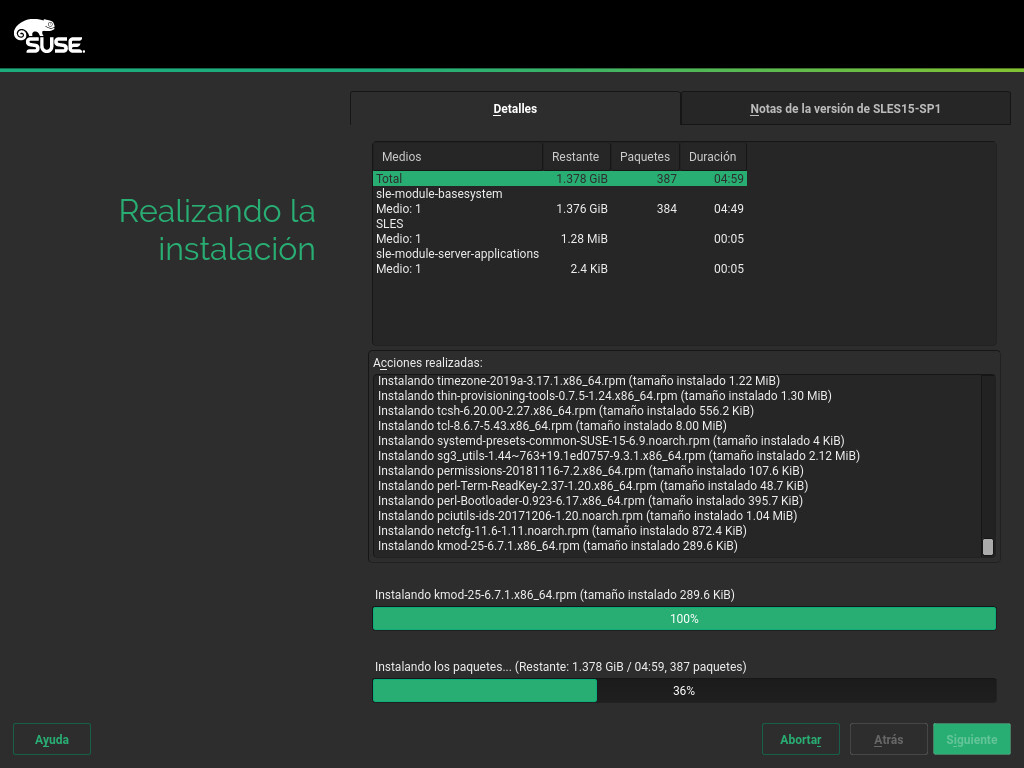 SUSE.
Detalles
Notas de la versión de SLES15-SP1
Realizando la
instalación
Medios Restante Paquetes Duración
Total 1.378 GiB 387 04:59
sle-module-basesystem
Medio: 1 1.376 GiB 384 04:49
SLES
Medio: 1 1.28 MiB 00:05
sle-module-server-applications
Medio: 1 2.4 KiB 00:05
Acciones realizadas:
Instalando timezone-2019a-3.17.1.x86_64.rpm (tamaño instalado 1.22 MiB)
Instalando thin-provisioning-tools-0.7.5-1.24.x86_64.rpm (tamaño instalado 1.30 MiB)
Instalando tcsh-6.20.00-2.27.x86_64.rpm (tamaño instalado 556.2 KiB)
Instalando tcl-8.6.7-5.43.x86_64.rpm (tamaño instalado 8.00 MiB)
Instalando systemd-presets-common-SUSE-15-6.9.noarch.rpm (tamaño instalado 4 KiB)
Instalando sg3_utils-1.44~763+19.1ed0757-9.3.1.x86_64.rpm (tamaño instalado 2.12 MiB)
Instalando permissions-20181116-7.2.x86_64.rpm (tamaño instalado 107.6 KiB)
Instalando perl-Term-ReadKey-2.37-1.20.x86_64.rpm (tamaño instalado 48.7 KiB)
Instalando perl-Bootloader-0.923-6.17.x86_64.rpm (tamaño instalado 395.7 KiB)
Instalando pciutils-ids-20171206-1.20.noarch.rpm (tamaño instalado 1.04 MiB)
Instalando netcfg-11.6-1.11.noarch.rpm (tamaño instalado 872.4 KiB)
Instalando kmod-25-6.7.1.x86_64.rpm (tamaño instalado 289.6 KiB)
Instalando kmod-25-6.7.1.x86_64.rpm (tamaño instalado 289.6 KiB)
100%
Instalando los paquetes... (Restante: 1.378 GiB / 04:59, 387 paquetes)
36%
Ayuda
Abortar
Atrás
Siguiente